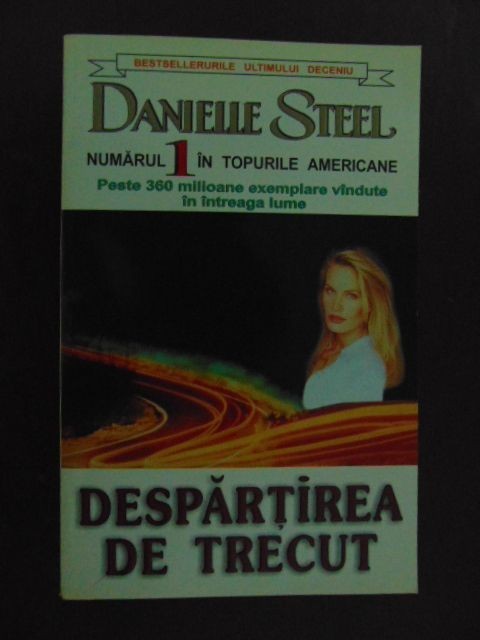 BESTSELLERURILE ULTIMULUI DECENIU
DANIELLE STEEL
NUMĂRUL 1 ÎN TOPURILE AMERICANE
Peste 360 milioane exemplare vîndute
în întreaga lume
DESPĂRŢIREA
DE TRECUT